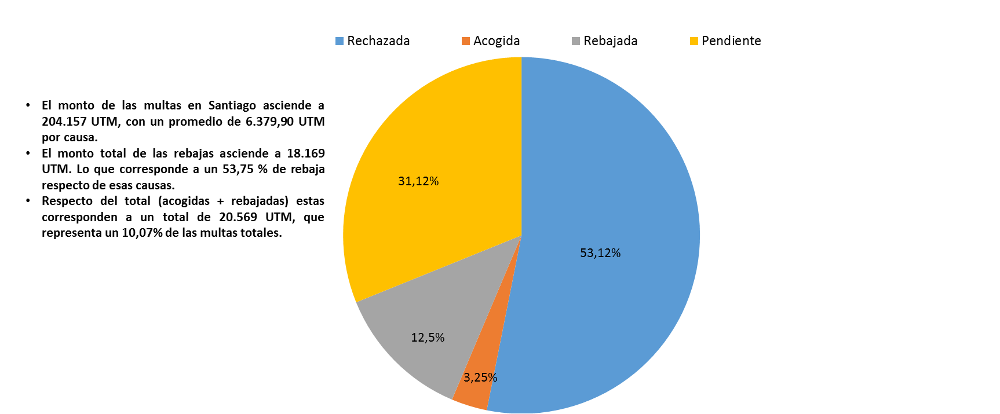 Rechazada Acogida Rebajada Pendiente
• El monto de las multas en Santiago asciende a
204.157 UTM, con un promedio de 6.379,90 UTM
por causa.
• El monto total de las rebajas asciende a 18.169
UTM. Lo que corresponde a un 53,75 % de rebaja
respecto de esas causas.
• Respecto del total (acogidas + rebajadas) estas
corresponden a un total de 20.569 UTM, que
representa un 10,07% de las multas totales.
31,12%
53,12%
12,5%
3,25%